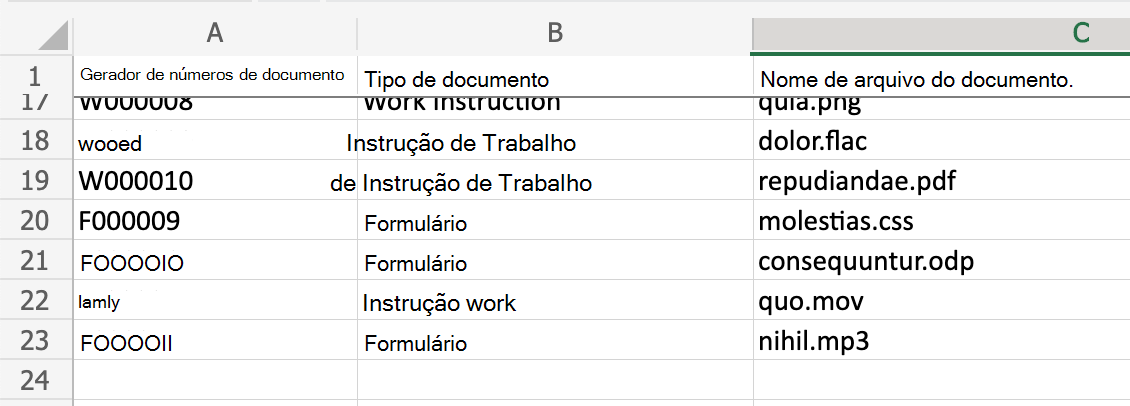 A B C
1 Gerador de números de documento Tipo de documento Nome de arquivo do documento.
17 W000008 Work Instruction quia.png
18 wooed Instrução de Trabalho dolor.flac
19 W000010 de Instrução de Trabalho repudiandae.pdf
20 F000009 Formulário molestias.css
21 FOOOOIO Formulário consequuntur.odp
22 lamly Instrução work quo.mov
23 FOOOOII Formulário nihil.mp3
24